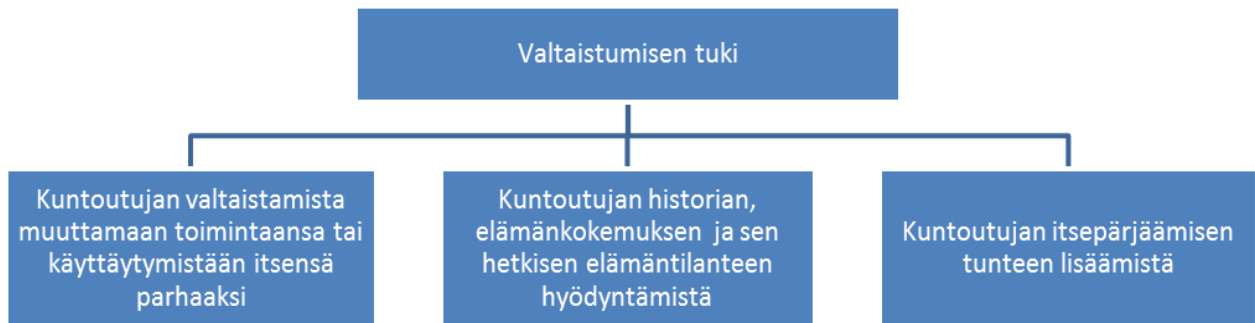 Valtaistumisen tuki
Kuntoutujan valtaistamista
muuttamaan toimintaansa tai
käyttäytymistään itsensä
parhaaksi
Kuntoutujan historian,
elämänkokemuksen ja sen
hetkisen elämäntilanteen
hyödyntämistä
Kuntoutujan itsepärjäämisen
tunteen lisäämistä